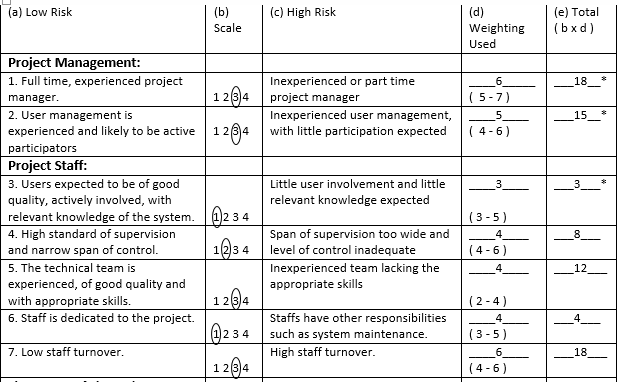 (a) Low Risk (b) (c) High Risk (d) (e) Total
Scale Weighting ( b x d )
Used
Project Management:
1. Full time, experienced project Inexperienced or part time ____6_____ ___18__*
manager. 1 2 3 4 project manager ( 5 - 7 )
2. User management is Inexperienced user management, ____5_____ ___15__*
experienced and likely to be active 1 2 3 4 with little participation expected ( 4 - 6 )
participators
Project Staff:
3. Users expected to be of good Little user involvement and little ____3_____ ___3___*
quality, actively involved, with relevant knowledge expected
relevant knowledge of the system. 1 2 3 4 (3 - 5 )
4. High standard of supervision Span of supervision too wide and ____4_____ ___8___
and narrow span of control. 1 2 3 4 level of control inadequate ( 4 - 6 )
5. The technical team is Inexperienced team lacking the ____4_____ ___12___
experienced, of good quality and appropriate skills
with appropriate skills. 1 2 3 4 ( 2 - 4 )
6. Staff is dedicated to the project. Staffs have other responsibilities ____4_____ ___4___
1 2 3 4 such as system maintenance. ( 3 - 5 )
7. Low staff turnover. High staff turnover. ____6_____ ___18___
1 2 3 4 ( 4 - 6 )